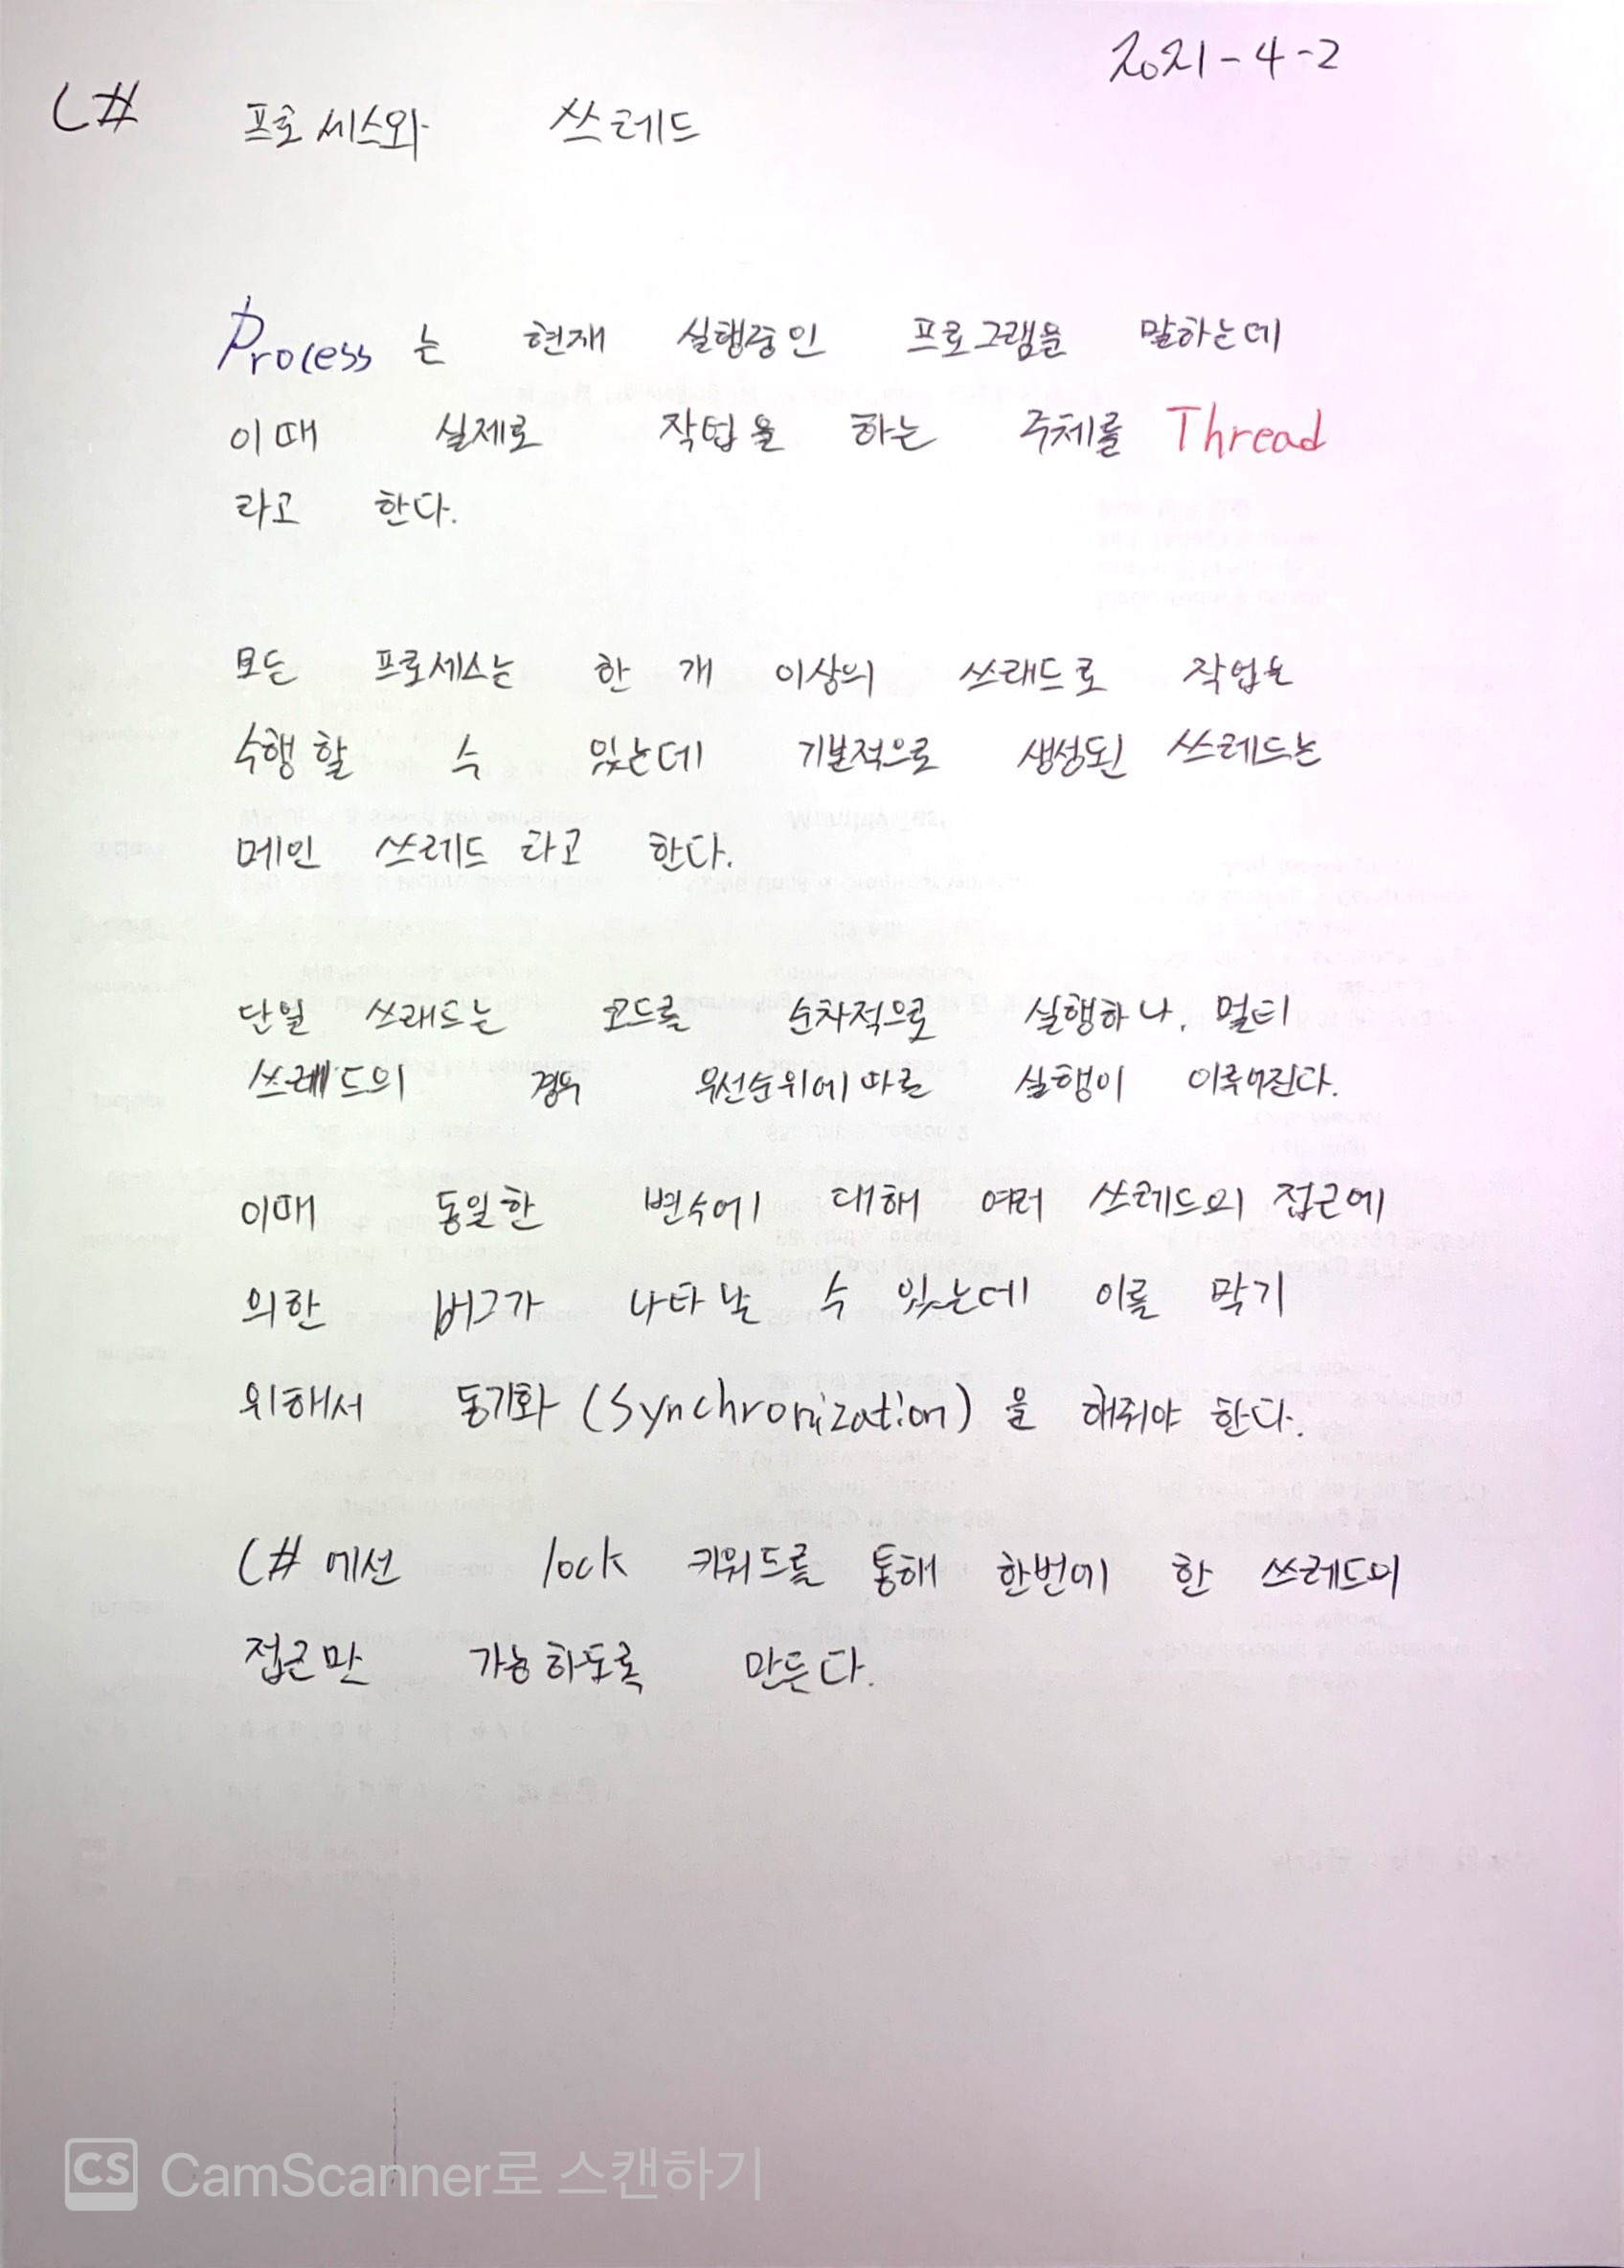 2021-4-2
C# 프로씨스와 쓰레드
Process 는 현재 실행중인 프로그램을 말하는데
이때 실제로 작업을 하는 주체를 Thread
라고 한다.
모든 프로세스는 한 개 이상의 쓰래드로 작업을
수행할 수 있는데 기본적으로 생성된 쓰레드는
메인 쓰레드 라고 한다.
단일 쓰래드는 코드를 순차적으로 실행하나, 멀티
쓰레드의 경우 우선순위에 따른 실행이 이루어진다.
이때 동일한 변수에 대해 여러 쓰레드의 접근에
의한 버그가 나타날 수 있는데 이를 막기
위해서 동기화 (Synchronization) 을 해줘야 한다.
C# 에선 lock 키워드를 통해 한번에 한 쓰레드의
접근만 가능하도록 만든다.
CS CamScanner로 스캔하기